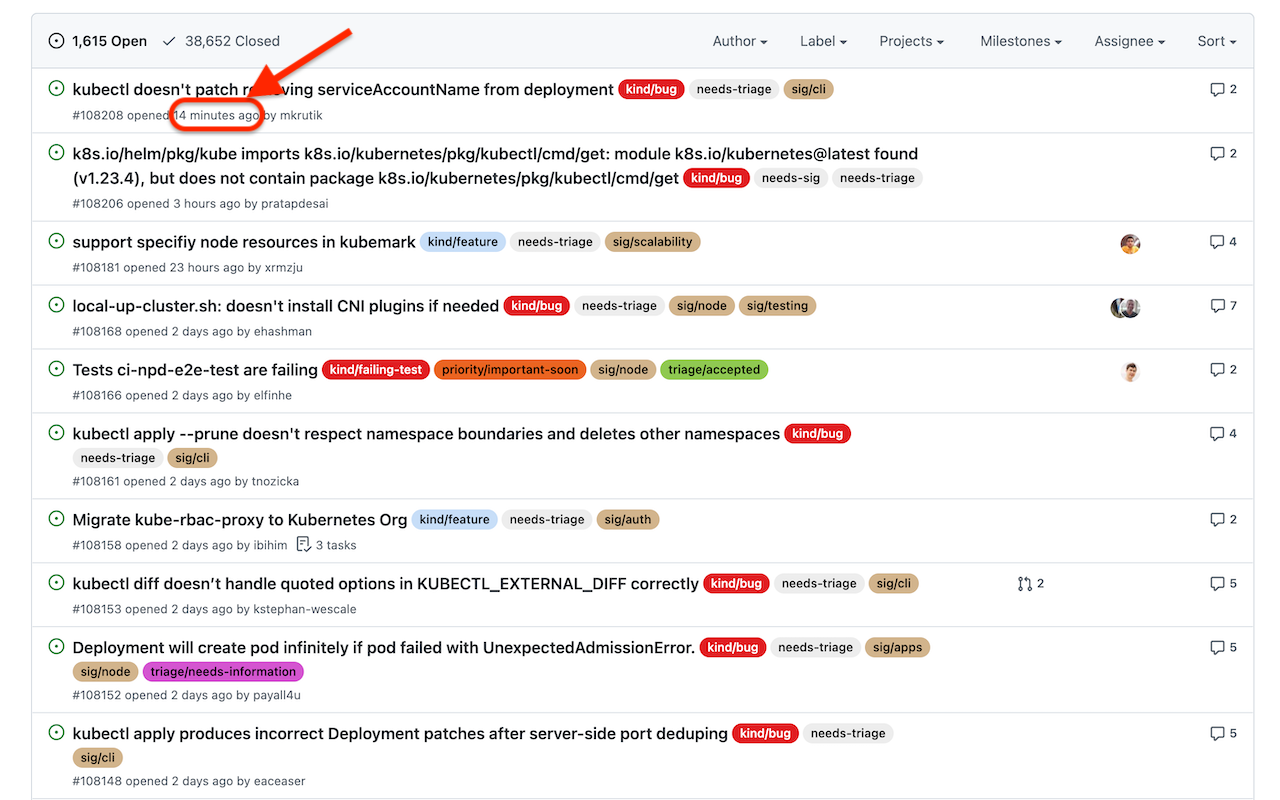 1,615 Open 38,652 Closed Author Label Projects Milestones Assignee Sort
kubectl doesn't patch removing serviceAccountName from deployment kind/bug needs-triage sig/cli 2
#108208 opened 14 minutes ago by mkrutik
k8s.io/helm/pkg/kube imports k8s.io/kubernetes/pkg/kubectl/cmd/get: module k8s.io/kubernetes@latest found 2
(v1.23.4), but does not contain package k8s.io/kubernetes/pkg/kubectl/cmd/get kind/bug needs-sig needs-triage
#108206 opened 3 hours ago by pratapdesai
support specifiy node resources in kubemark kind/feature needs-triage sig/scalability 4
#108181 opened 23 hours ago by xrmzju
local-up-cluster.sh: doesn't install CNI plugins if needed kind/bug needs-triage sig/node sig/testing 7
#108168 opened 2 days ago by ehashman
Tests ci-npd-e2e-test are failing kind/failing-test priority/important-soon sig/node triage/accepted 2
#108166 opened 2 days ago by elfinhe
kubectl apply --prune doesn't respect namespace boundaries and deletes other namespaces kind/bug 4
needs-triage sig/cli
#108161 opened 2 days ago by tnozicka
Migrate kube-rbac-proxy to Kubernetes Org kind/feature needs-triage sig/auth 2
#108158 opened 2 days ago by ibihim 3 tasks
kubectl diff doesn’t handle quoted options in KUBECTL_EXTERNAL_DIFF correctly kind/bug needs-triage sig/cli 2 5
#108153 opened 2 days ago by kstephan-wescale
Deployment will create pod infinitely if pod failed with UnexpectedAdmissionError. kind/bug needs-triage sig/apps 5
sig/node triage/needs-information
#108152 opened 2 days ago by payall4u
kubectl apply produces incorrect Deployment patches after server-side port deduping kind/bug needs-triage 5
sig/cli
#108148 opened 2 days ago by eaceaser